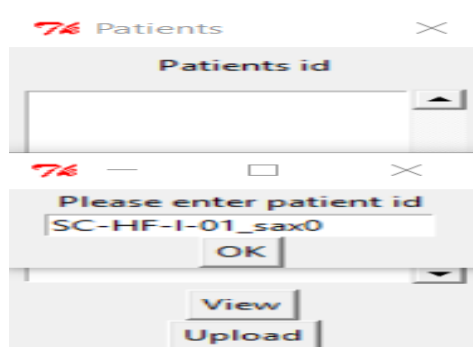 Patients
Patients id
Please enter patient id
SC-HF-I-01_sax0
OK
View
Upload